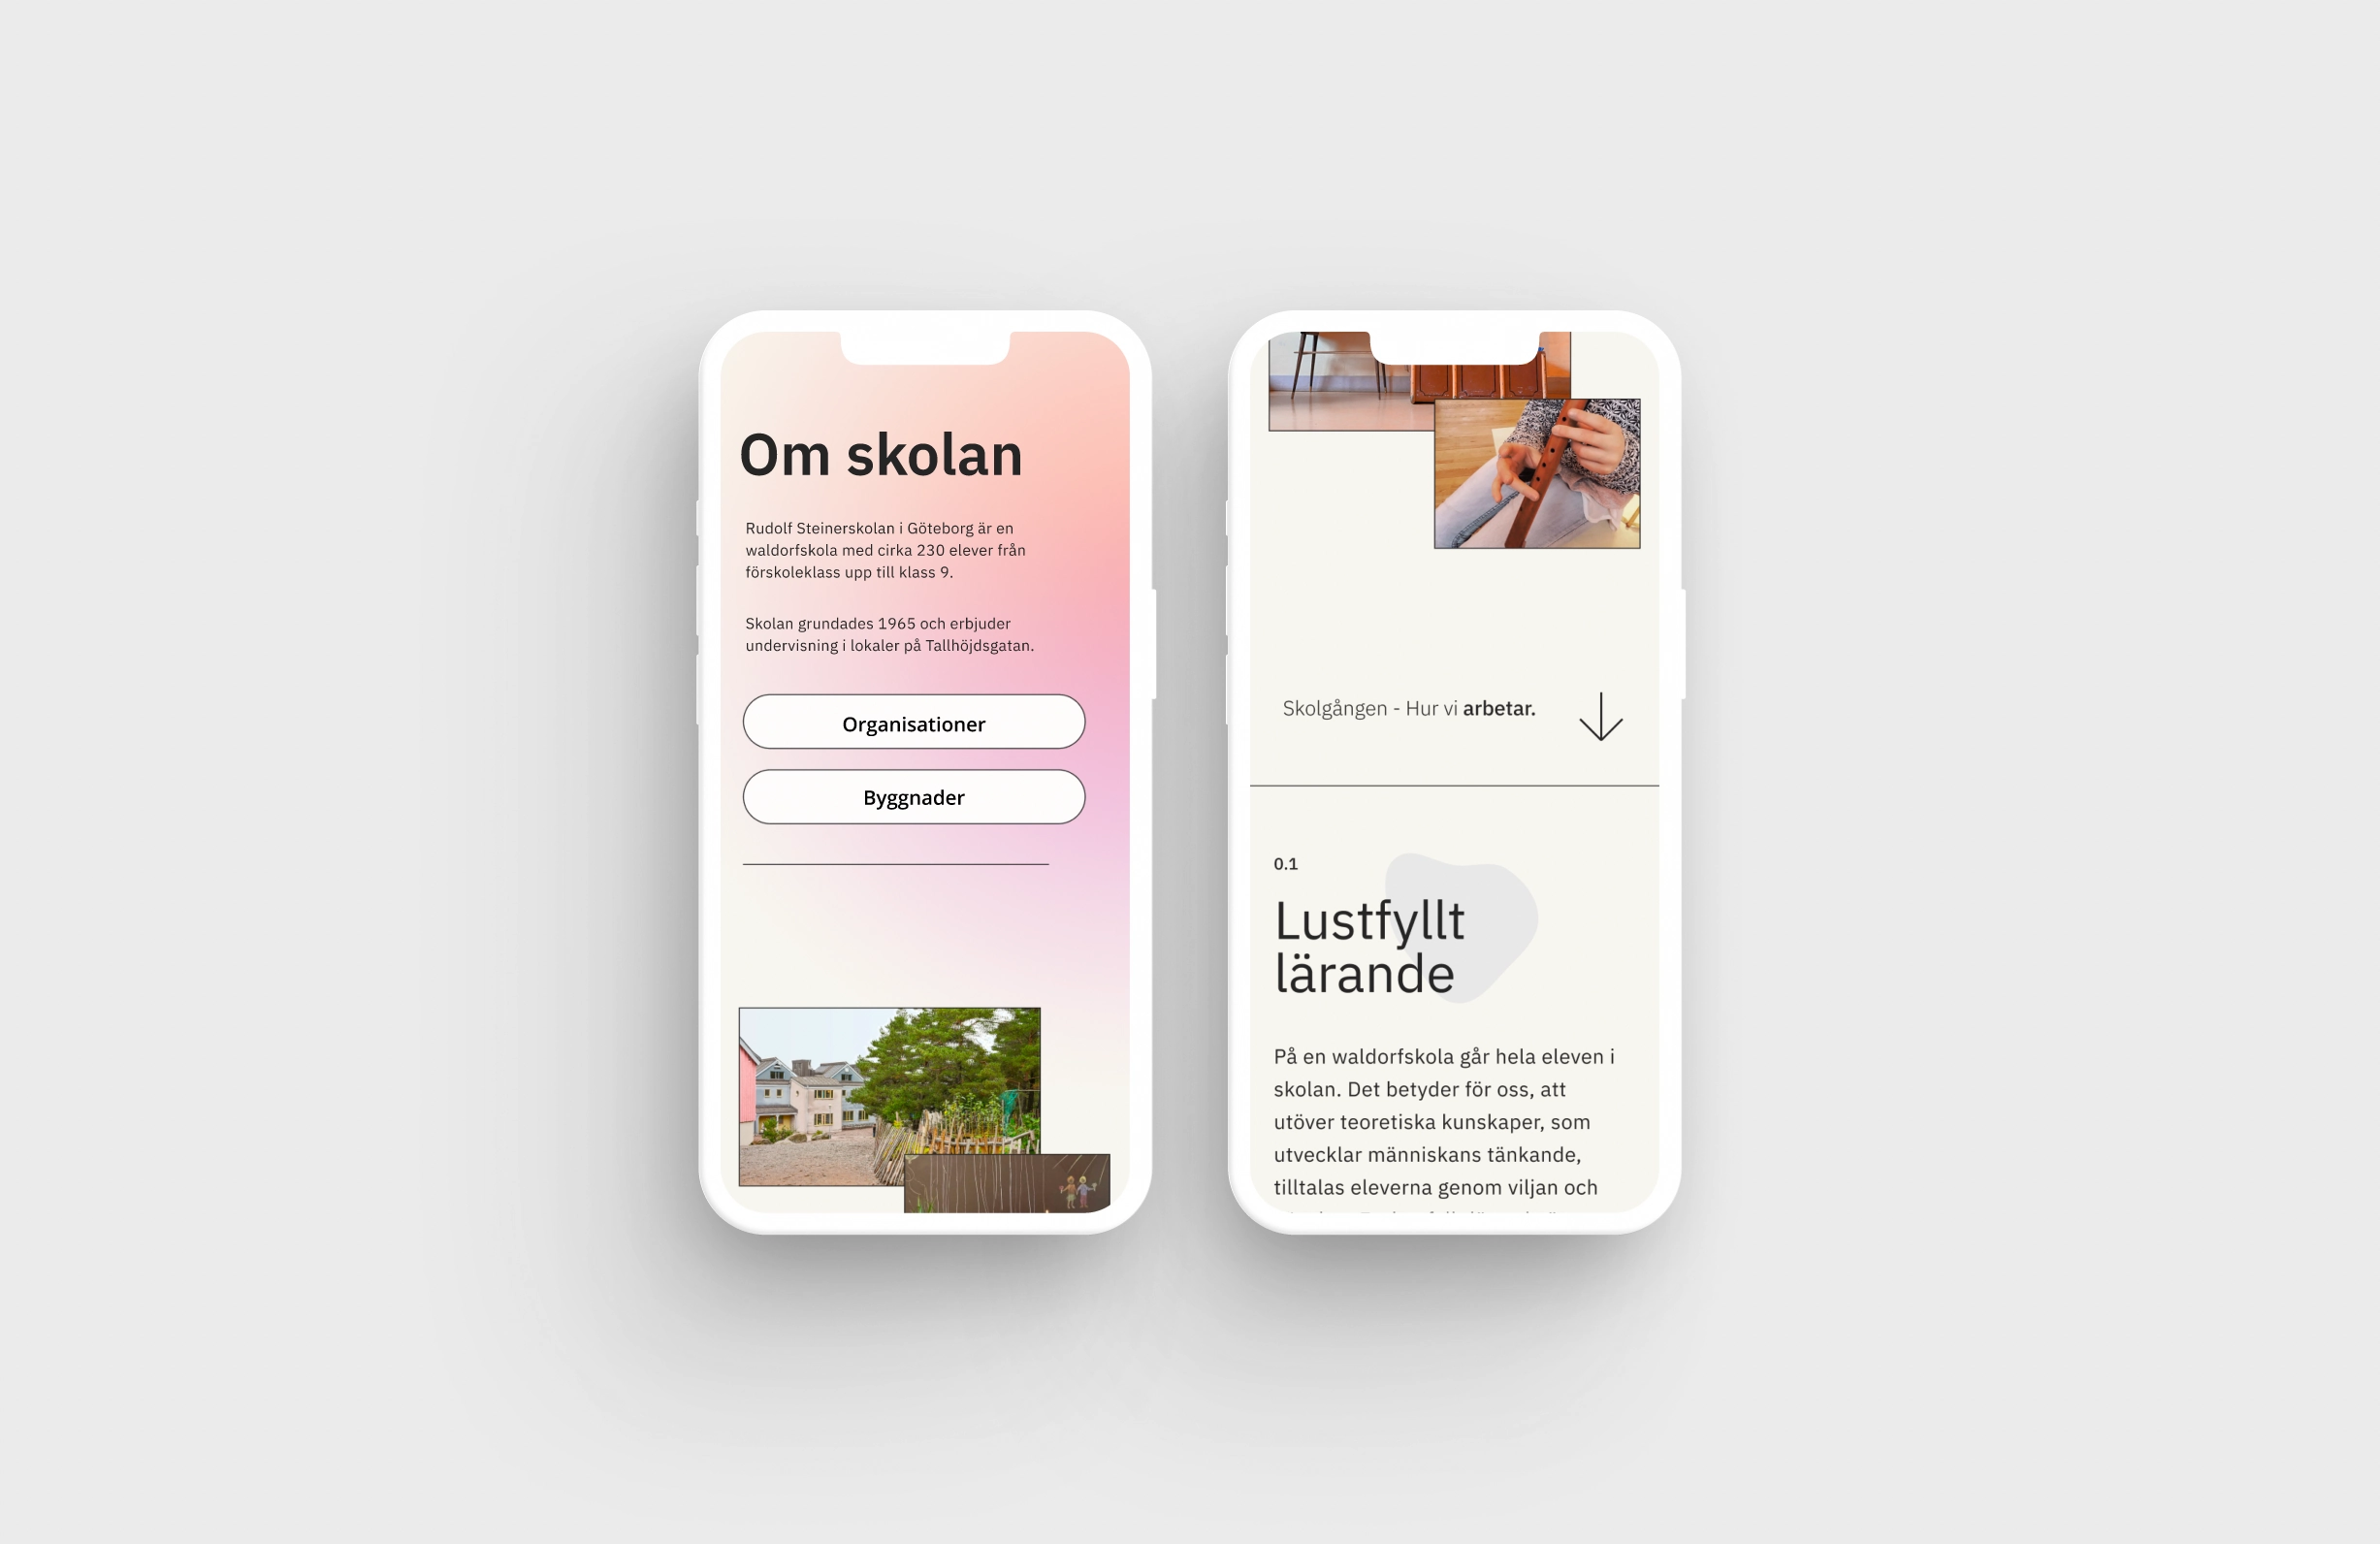 Om skolan
Rudolf Steinerskolan i Göteborg är en
waldorfskola med cirka 230 elever från
förskoleklass upp till klass 9.
Skolan grundades 1965 och erbjuder
undervisning i lokaler på Tallhöjdsgatan.
Organisationer
Byggnader
Skolgången - Hur vi arbetar.
0.1
Lustfyllt
lärande
På en waldorfskola går hela eleven i
skolan. Det betyder för oss, att
utöver teoretiska kunskaper, som
utvecklar människans tänkande,
tilltalas eleverna genom viljan och